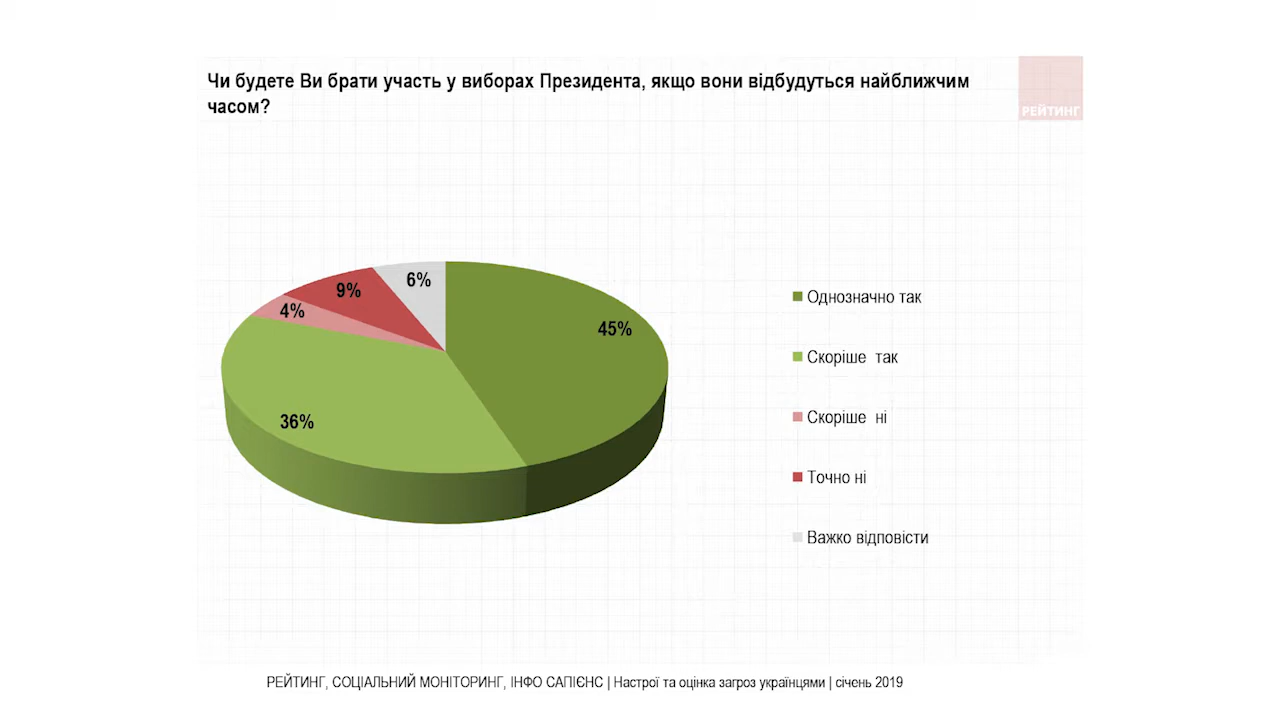 Чи будете Ви брати участь у виборах Президента, якщо вони відбудуться найближчим
часом?
РЕЙТИНГ
6%
9%
4%
45%
36%
Однозначно так
Скоріше так
Скоріше ні
Точно ні
Важко відповісти
РЕЙТИНГ, СОЦІАЛЬНИЙ МОНІТОРИНГ, ІНФО САПІЄНС | Настрої та оцінка загроз українцями | січень 2019